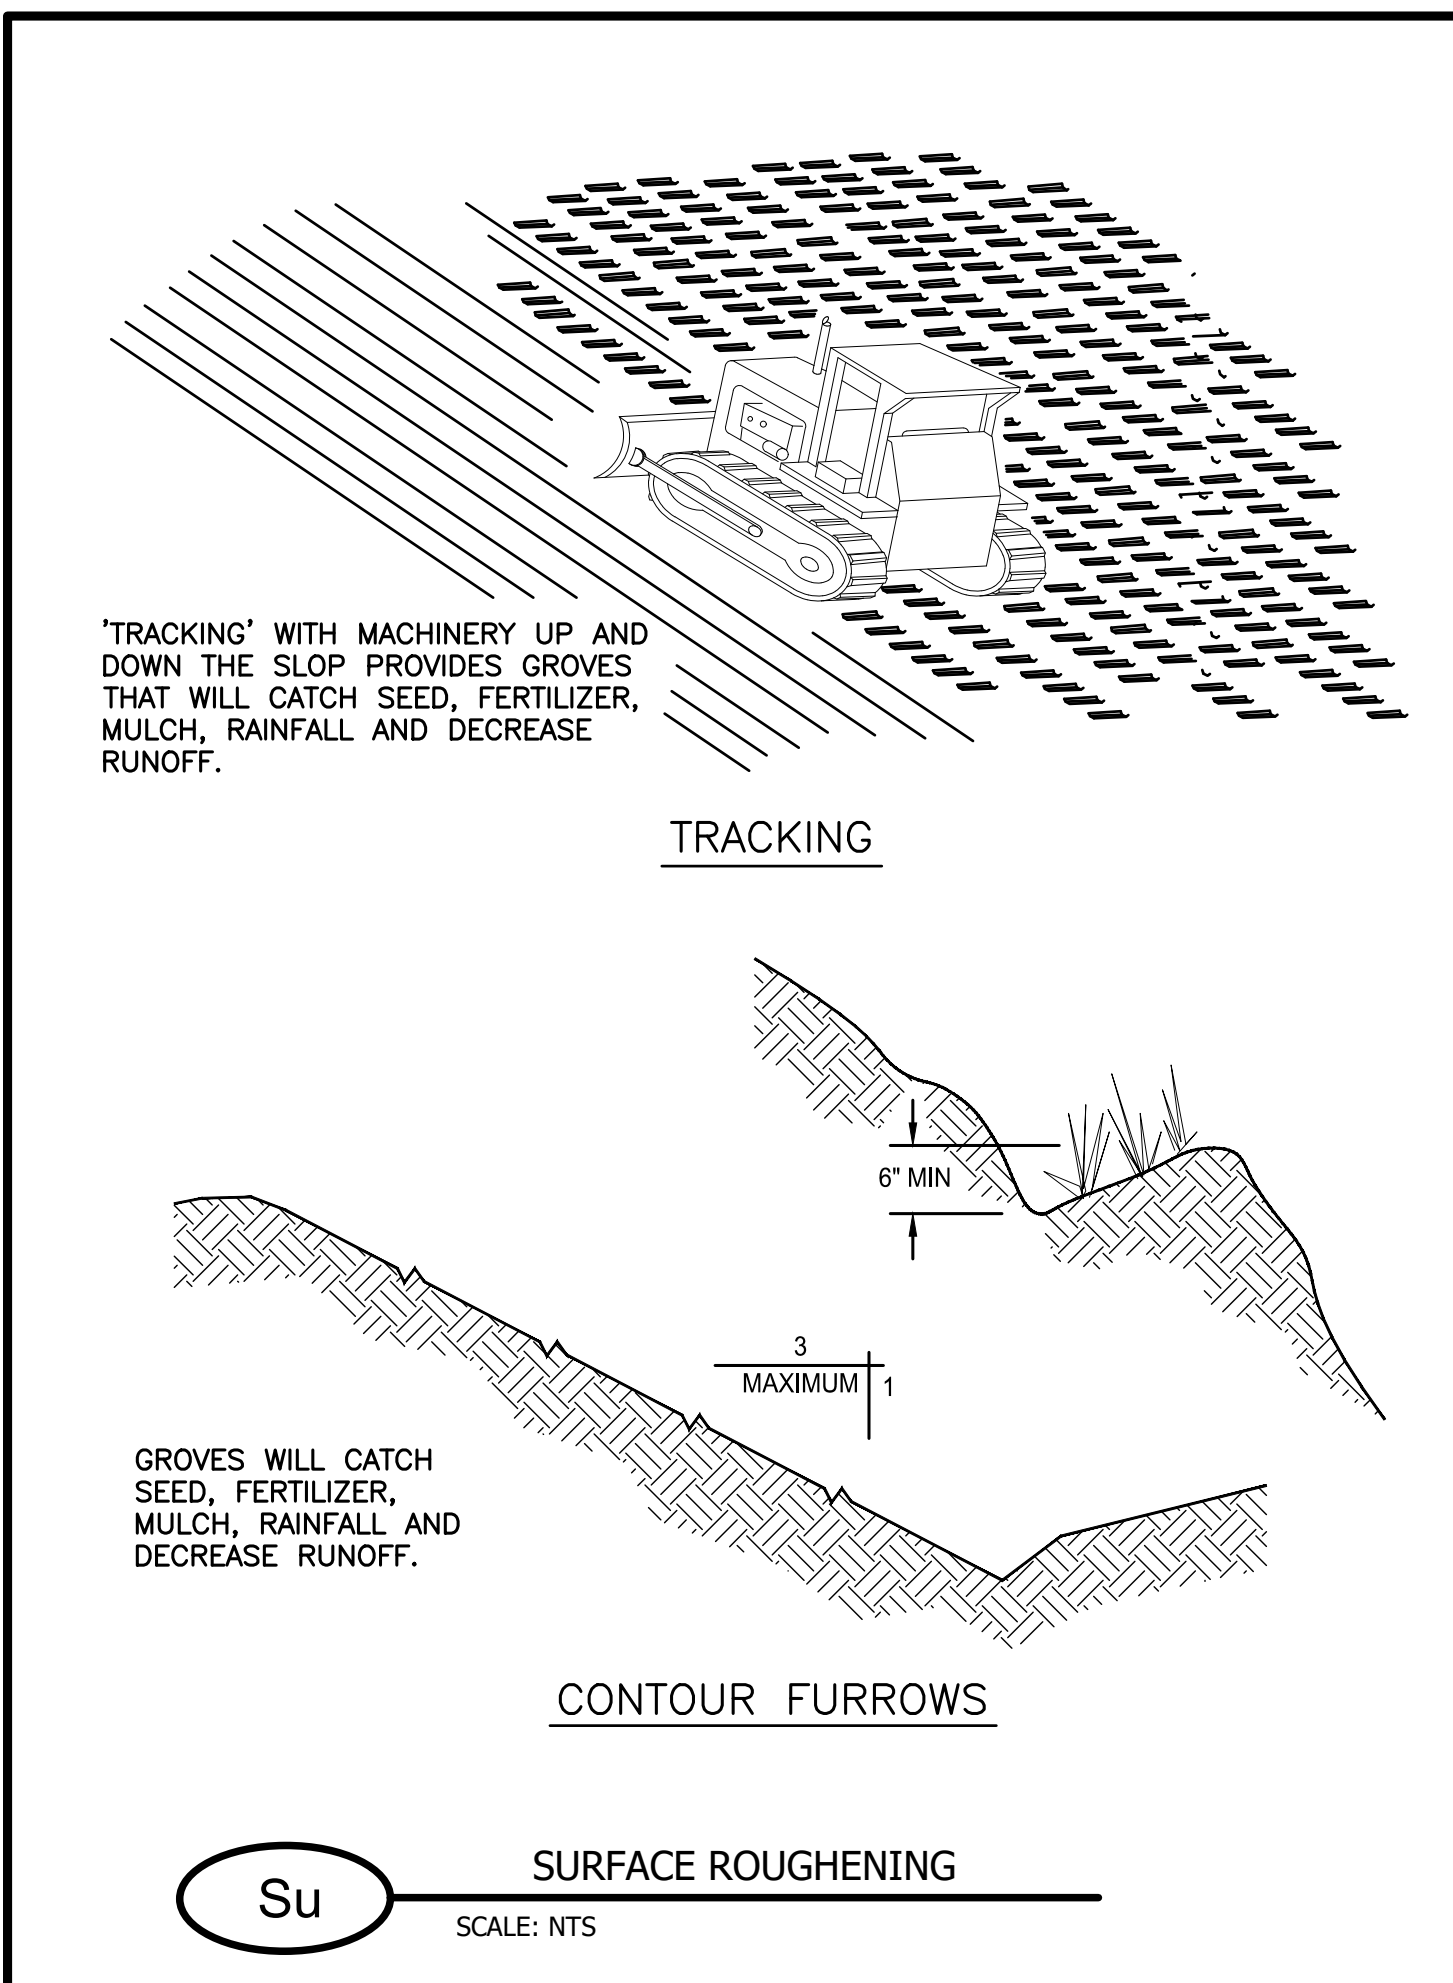 'TRACKING' WITH MACHINERY UP AND
DOWN THE SLOP PROVIDES GROVES
THAT WILL CATCH SEED, FERTILIZER,
MULCH, RAINFALL AND DECREASE
RUNOFF.
TRACKING
6" MIN
3
MAXIMUM
1
GROVES WILL CATCH
SEED, FERTILIZER,
MULCH, RAINFALL AND
DECREASE RUNOFF.
CONTOUR FURROWS
Su
SURFACE ROUGHENING
SCALE: NTS